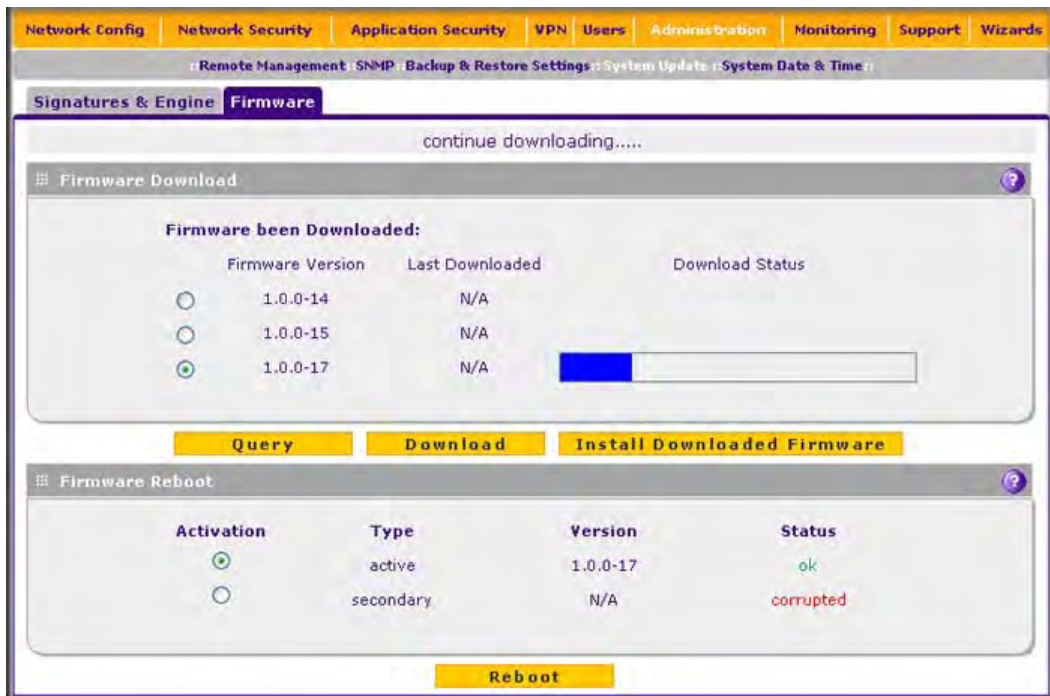 Network Config Network Security Application Security VPN Users Administration Monitoring Support Wizards
:: Remote Management :: SNMP :: Backup & Restore Settings :: System Update :: System Date & Time ::
Signatures & Engine Firmware
continue downloading.....
Firmware Download ?
Firmware been Downloaded:
Firmware Version Last Downloaded Download Status
1.0.0-14 N/A
1.0.0-15 N/A
1.0.0-17 N/A
Query Download Install Downloaded Firmware
Firmware Reboot ?
Activation Type Version Status
active 1.0.0-17 ok
secondary N/A corrupted
Reboot